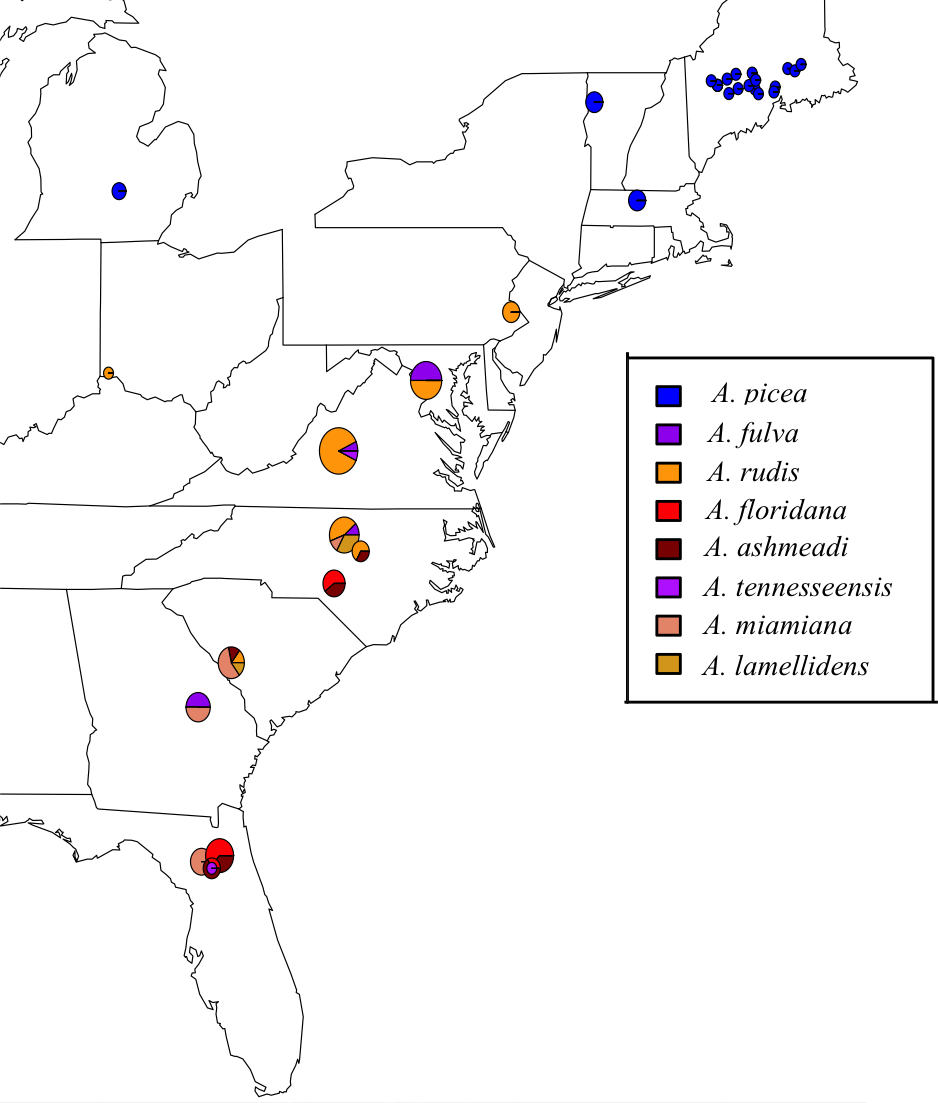 A. picea
A. fulva
A. rudis
A. floridana
A. ashmeadi
A. tennesseensis
A. miamiana
A. lamellidens